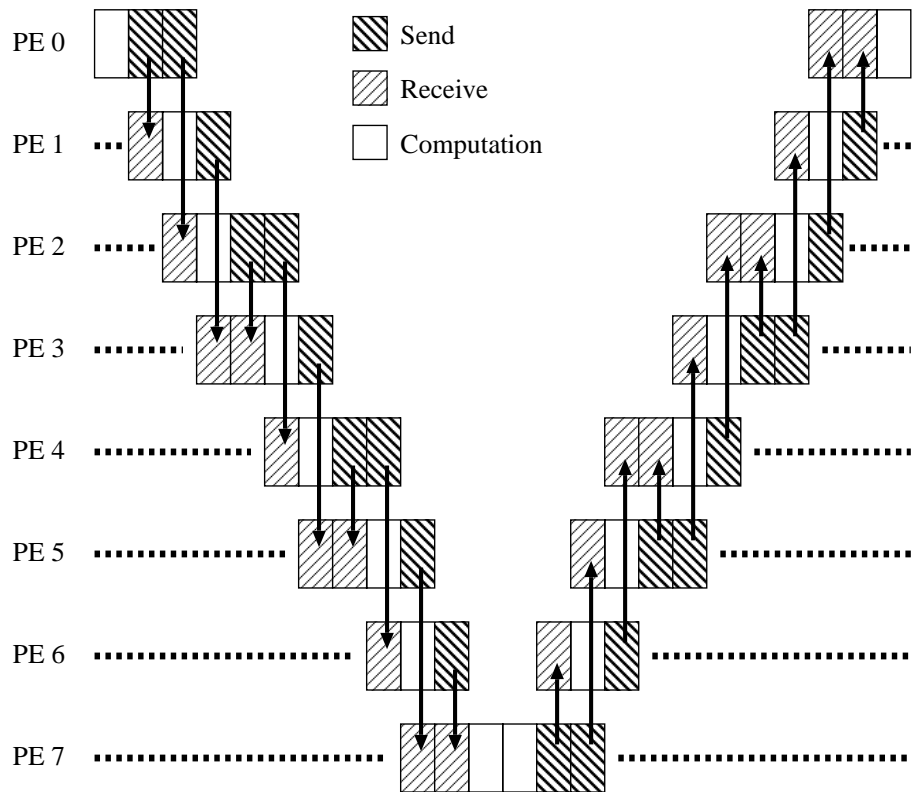 PE 0
Send
Receive
PE 1
Computation
PE 2
PE 3
PE 4
PE 5
PE 6
PE 7